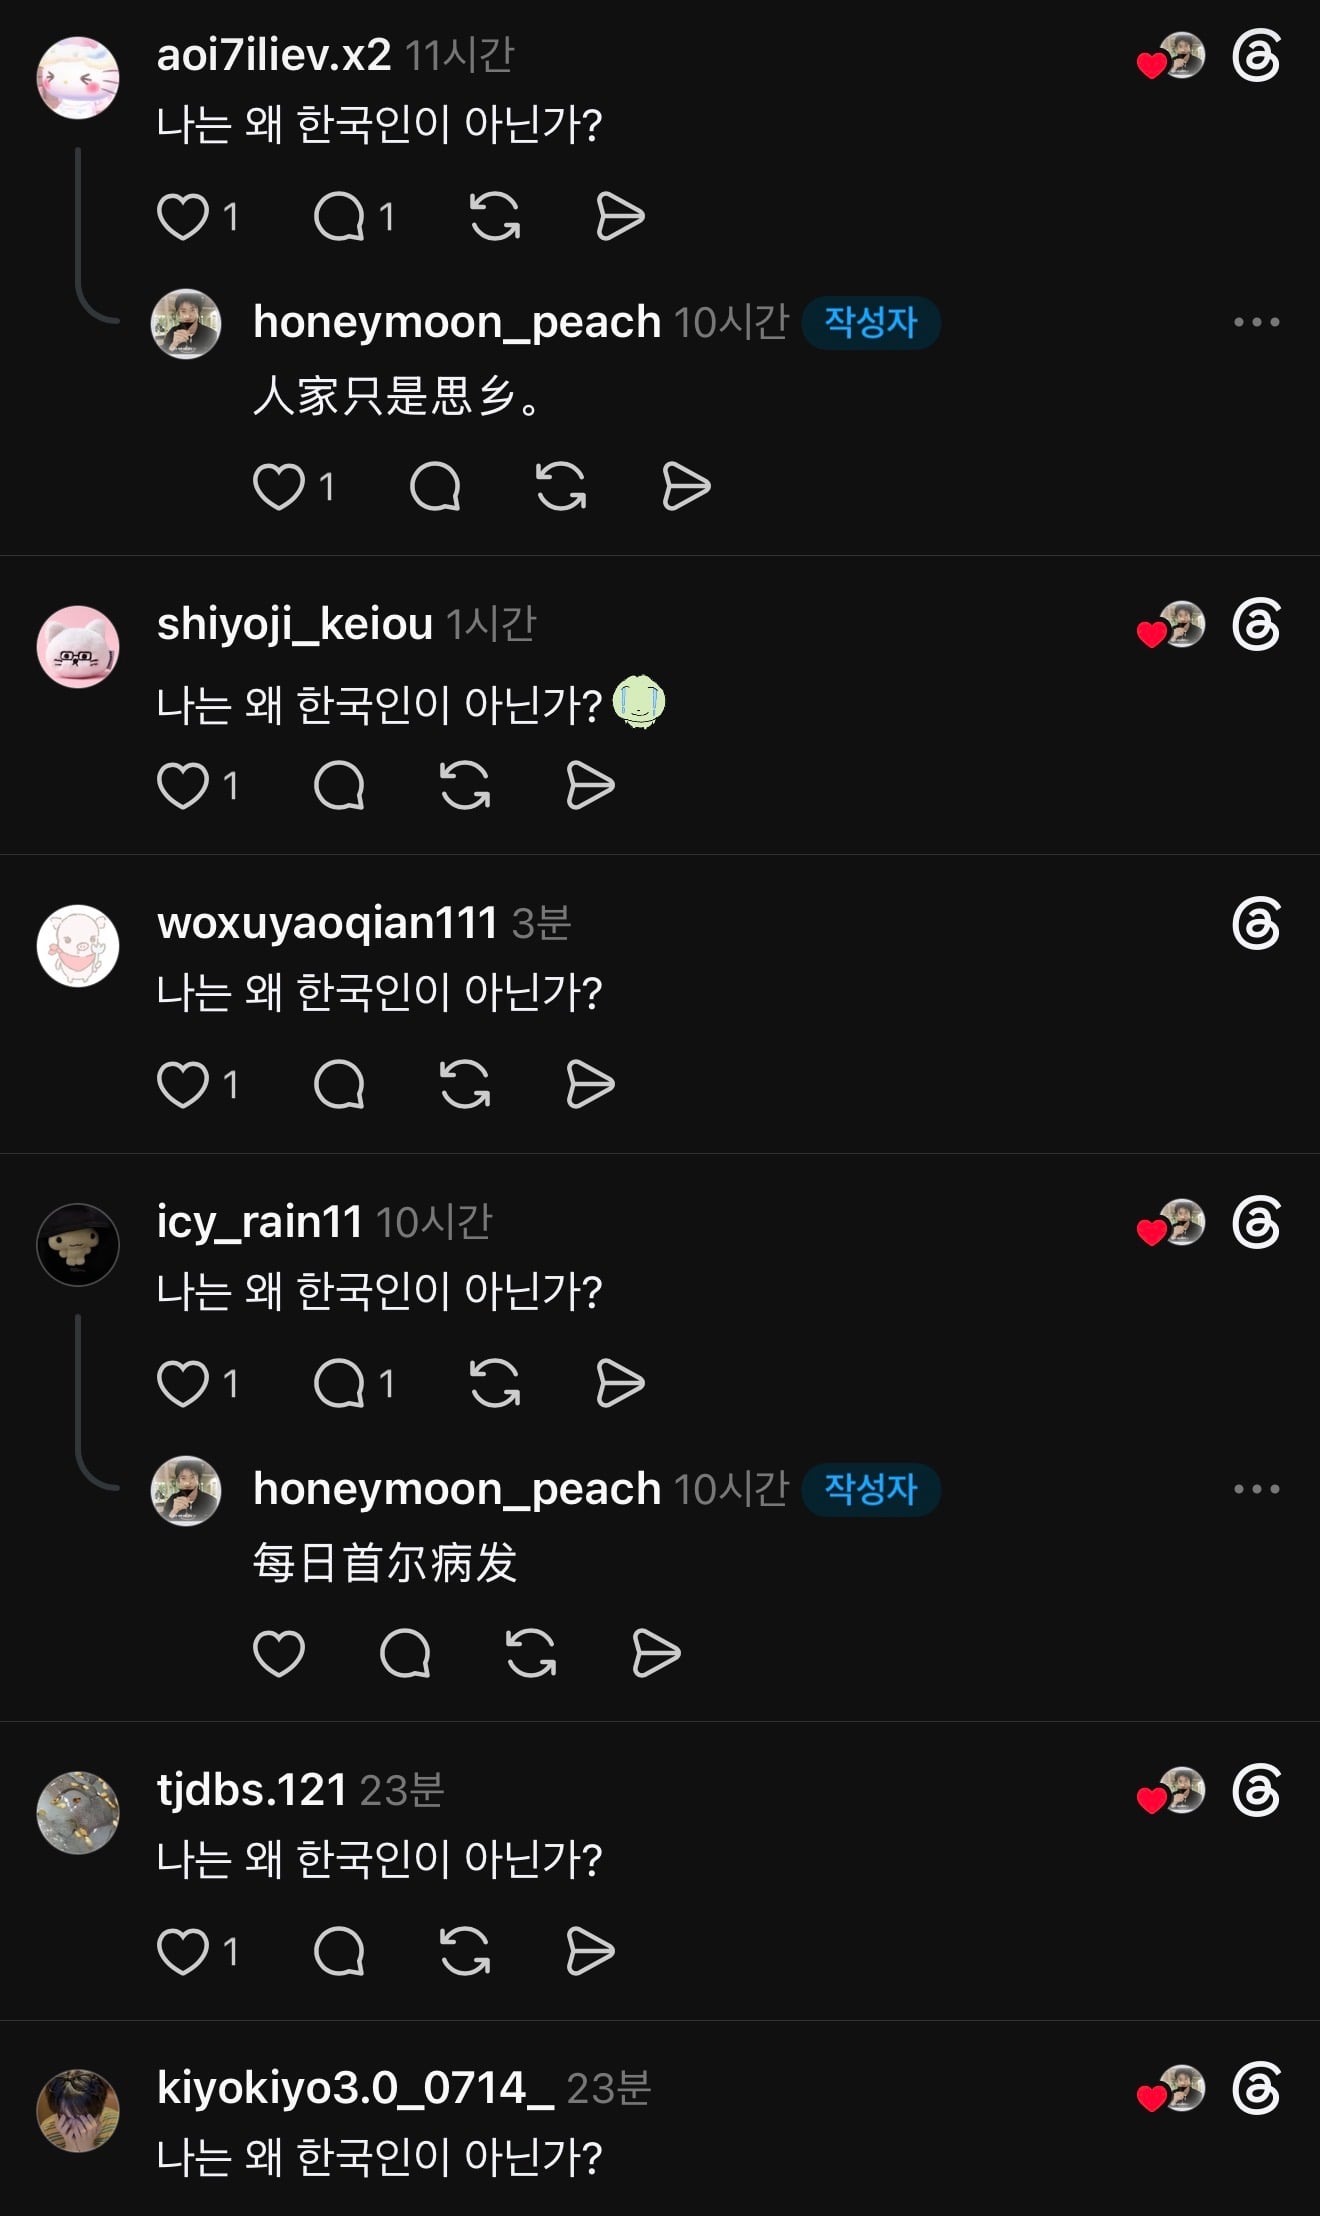 aoi7iliev.x2 11시간
나는 왜 한국인이 아닌가?
1 1
honeymoon_peach 10시간 작성자
人家只是思乡。
1
shiyoji_keiou 1시간
나는 왜 한국인이 아닌가?
1
woxuyaoqian111 3분
나는 왜 한국인이 아닌가?
1
icy_rain11 10시간
나는 왜 한국인이 아닌가?
1 1
honeymoon_peach 10시간 작성자
每日首尔病发
tjdbs.121 23분
나는 왜 한국인이 아닌가?
1
kiyokiyo3.0_0714_ 23분
나는 왜 한국인이 아닌가?